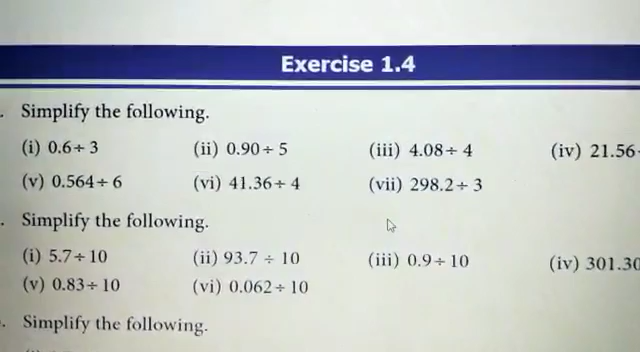 Exercise 1.4
. Simplify the following.
(i) 0.6÷ 3 (ii) 0.90÷ 5 (iii) 4.08÷ 4 (iv) 21.56
(v) 0.564÷ 6 (vi) 41.36÷ 4 (vii) 298.2÷ 3
. Simplify the following.
(i) 5.7÷ 10 (ii) 93.7 ÷ 10 (iii) 0.9÷ 10 (iv) 301.30
(v) 0.83÷ 10 (vi) 0.062÷ 10
. Simplify the following.